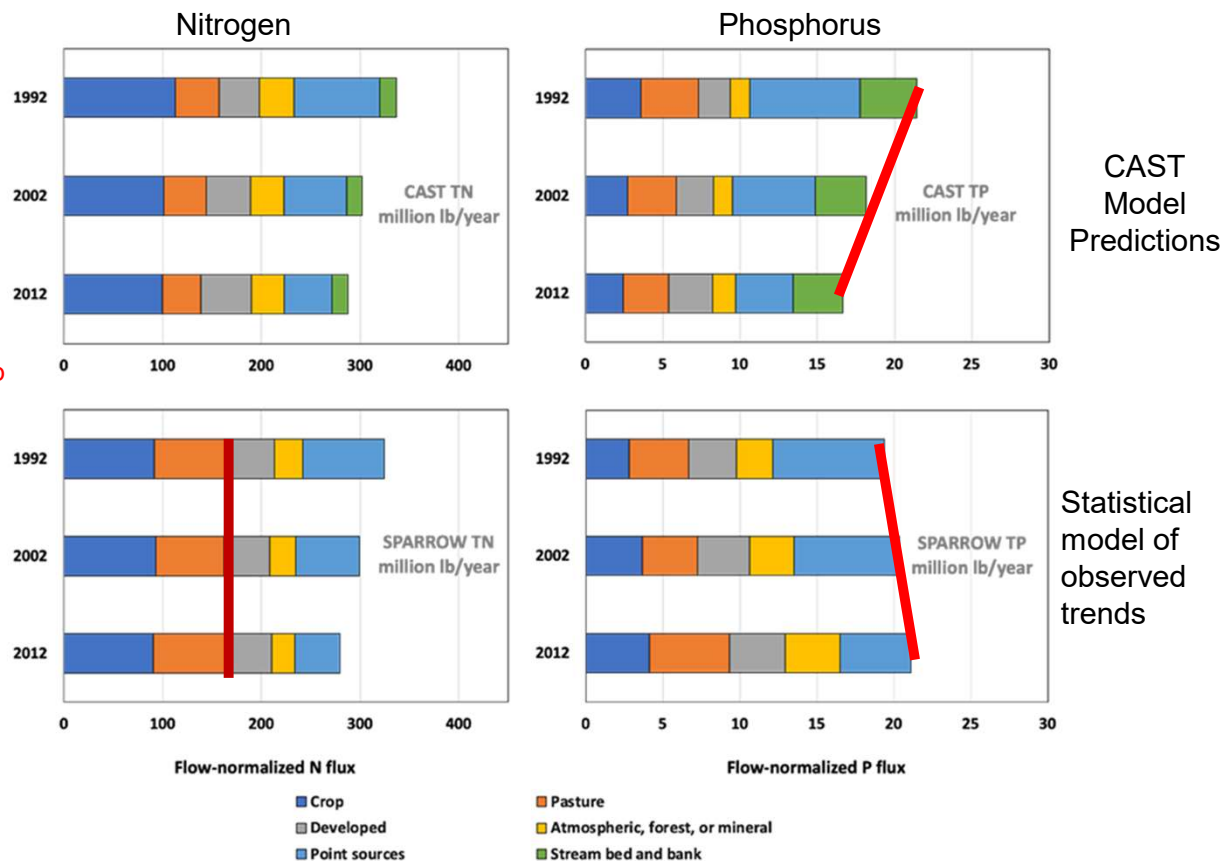 Nitrogen
Phosphorus
1992
2002
2012
CAST TN
million lb/year
0 100 200 300 400
1992
2002
2012
CAST TP
million lb/year
0 5 10 15 20 25 30
CAST
Model
Predictions
1992
2002
2012
SPARROW TN
million lb/year
0 100 200 300 400
Flow-normalized N flux
1992
2002
2012
SPARROW TP
million lb/year
0 5 10 15 20 25 30
Flow-normalized P flux
Statistical
model of
observed
trends
Crop
Pasture
Developed
Atmospheric, forest, or mineral
Point sources
Stream bed and bank